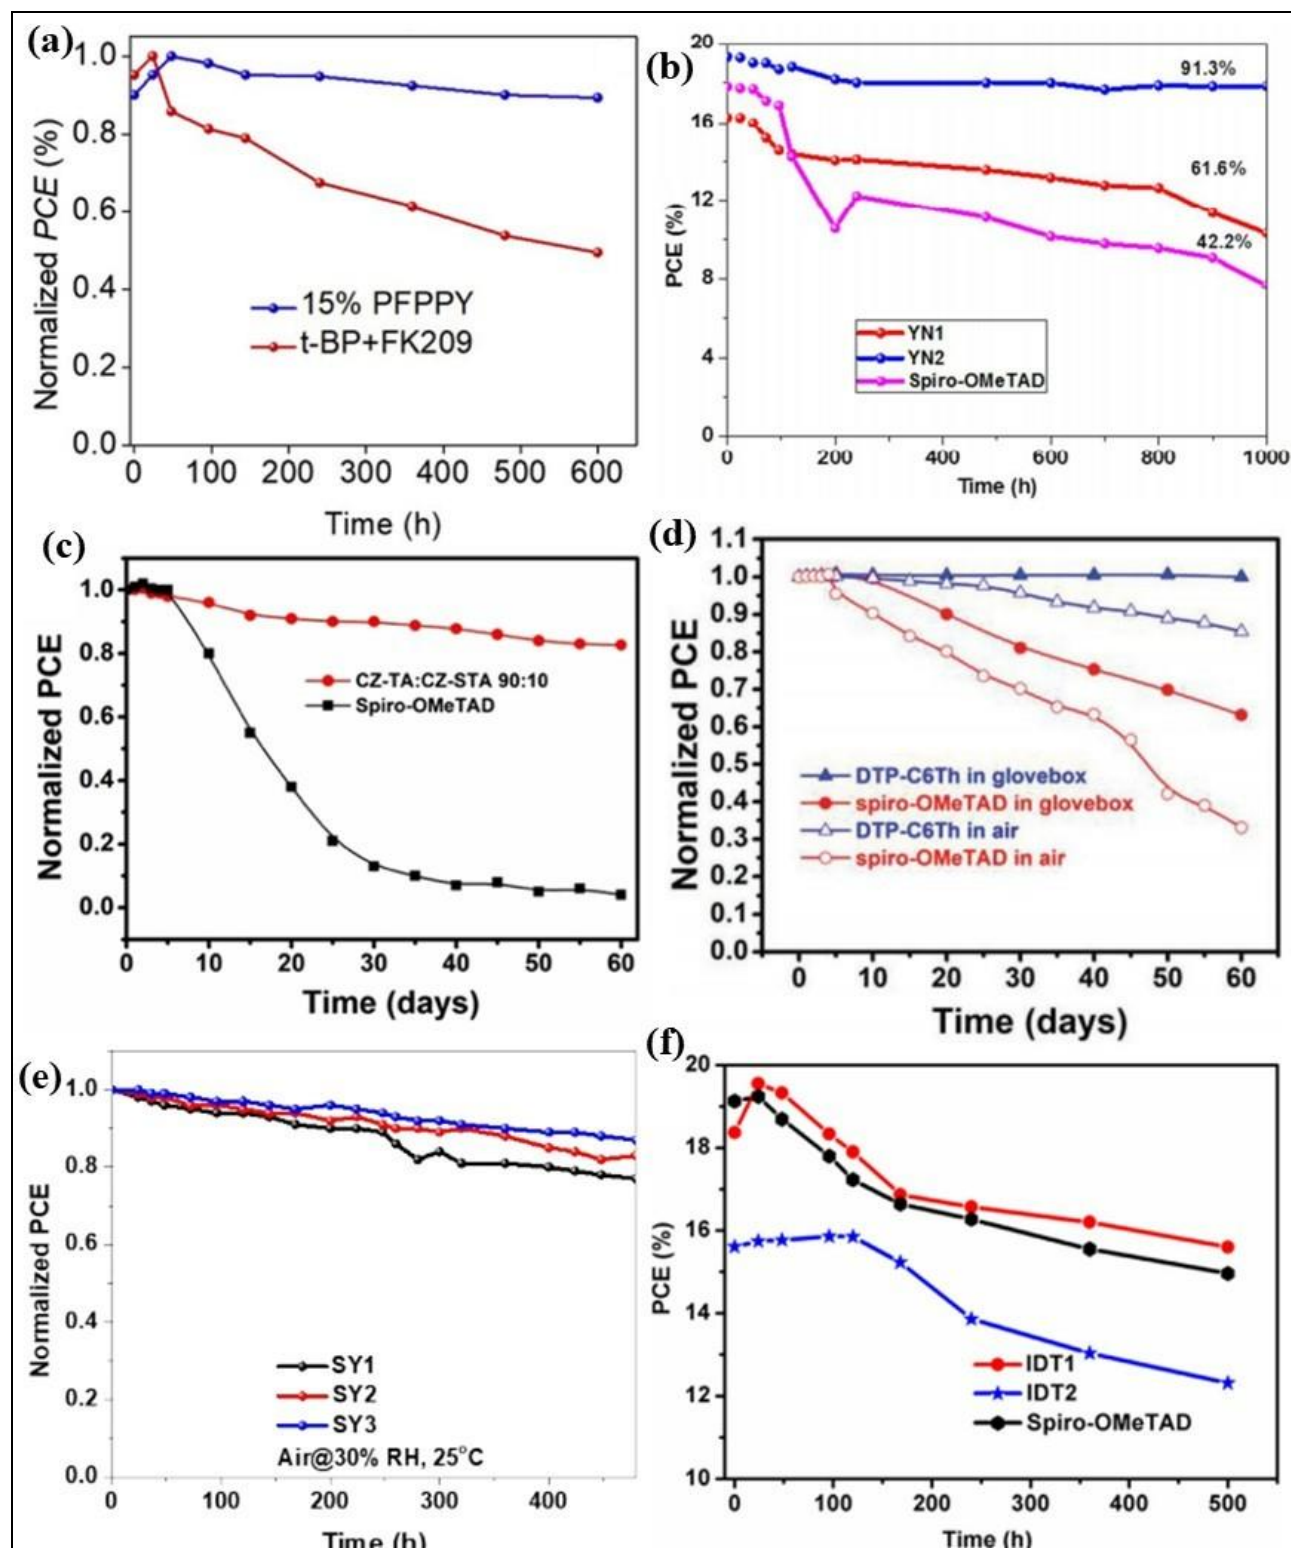 (a)
1.0
0.8
0.6
0.4
0.2
0.0
Normalized PCE (%)
15% PFPPY
t-BP+FK209
0 100 200 300 400 500 600
Time (h)
(b)
20
16
12
8
4
0
PCE (%)
91.3%
61.6%
42.2%
YN1
YN2
Spiro-OMeTAD
0 200 400 600 800 1000
Time (h)
(c)
1.0
0.8
0.6
0.4
0.2
0.0
Normalized PCE
CZ-TA:CZ-STA 90:10
Spiro-OMeTAD
0 10 20 30 40 50 60
Time (days)
(d)
1.1
1.0
0.9
0.8
0.7
0.6
0.5
0.4
0.3
0.2
0.1
0.0
Normalized PCE
DTP-C6Th in glovebox
spiro-OMeTAD in glovebox
DTP-C6Th in air
spiro-OMeTAD in air
0 10 20 30 40 50 60
Time (days)
(e)
1.0
0.8
0.6
0.4
0.2
0.0
Normalized PCE
SY1
SY2
SY3
Air@30% RH, 25°C
0 100 200 300 400
Time (h)
(f)
20
18
16
14
12
10
PCE (%)
IDT1
IDT2
Spiro-OMeTAD
0 100 200 300 400 500
Time (h)